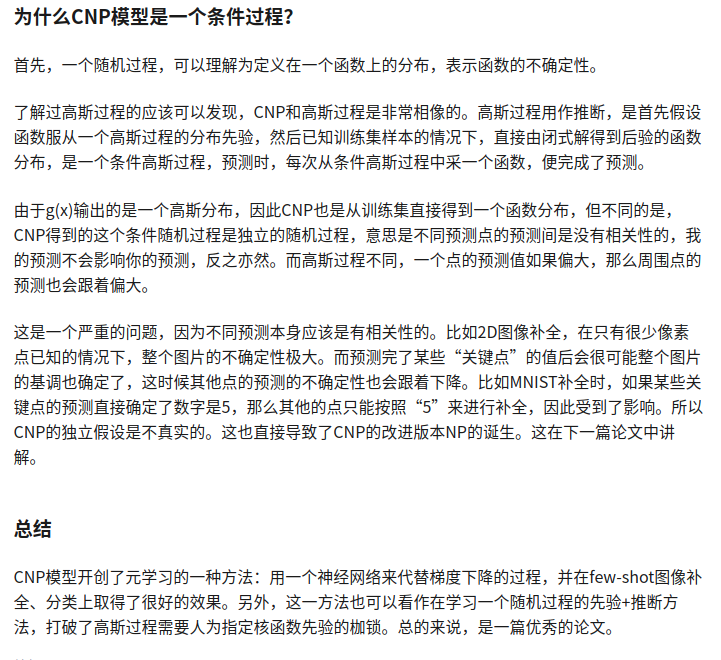 为什么CNP模型是一个条件过程？
首先，一个随机过程，可以理解为定义在一个函数上的分布，表示函数的不确定性。
了解过高斯过程的应该可以发现，CNP和高斯过程是非常相像的。高斯过程用作推断，是首先假设
函数服从一个高斯过程的分布先验，然后已知训练集样本的情况下，直接由闭式解得到后验的函数
分布，是一个条件高斯过程，预测时，每次从条件高斯过程中采一个函数，便完成了预测。
由于g(x)输出的是一个高斯分布，因此CNP也是从训练集直接得到一个函数分布，但不同的是，
CNP得到的这个条件随机过程是独立的随机过程，意思是不同预测点的预测间是没有相关性的，我
的预测不会影响你的预测，反之亦然。而高斯过程不同，一个点的预测值如果偏大，那么周围点的
预测也会跟着偏大。
这是一个严重的问题，因为不同预测本身应该是有相关性的。比如2D图像补全，在只有很少像素
点已知的情况下，整个图片的不确定性极大。而预测完了某些“关键点”的值后会很可能整个图片
的基调也确定了，这时候其他点的预测的不确定性也会跟着下降。比如MNIST补全时，如果某些关
键点的预测直接确定了数字是5，那么其他的点只能按照“5”来进行补全，因此受到了影响。所以
CNP的独立假设是不真实的。这也直接导致了CNP的改进版本NP的诞生。这在下一篇论文中讲
解。
总结
CNP模型开创了元学习的一种方法：用一个神经网络来代替梯度下降的过程，并在few-shot图像补
全、分类上取得了很好的效果。另外，这一方法也可以看作在学习一个随机过程的先验+推断方
法，打破了高斯过程需要人为指定核函数先验的枷锁。总的来说，是一篇优秀的论文。